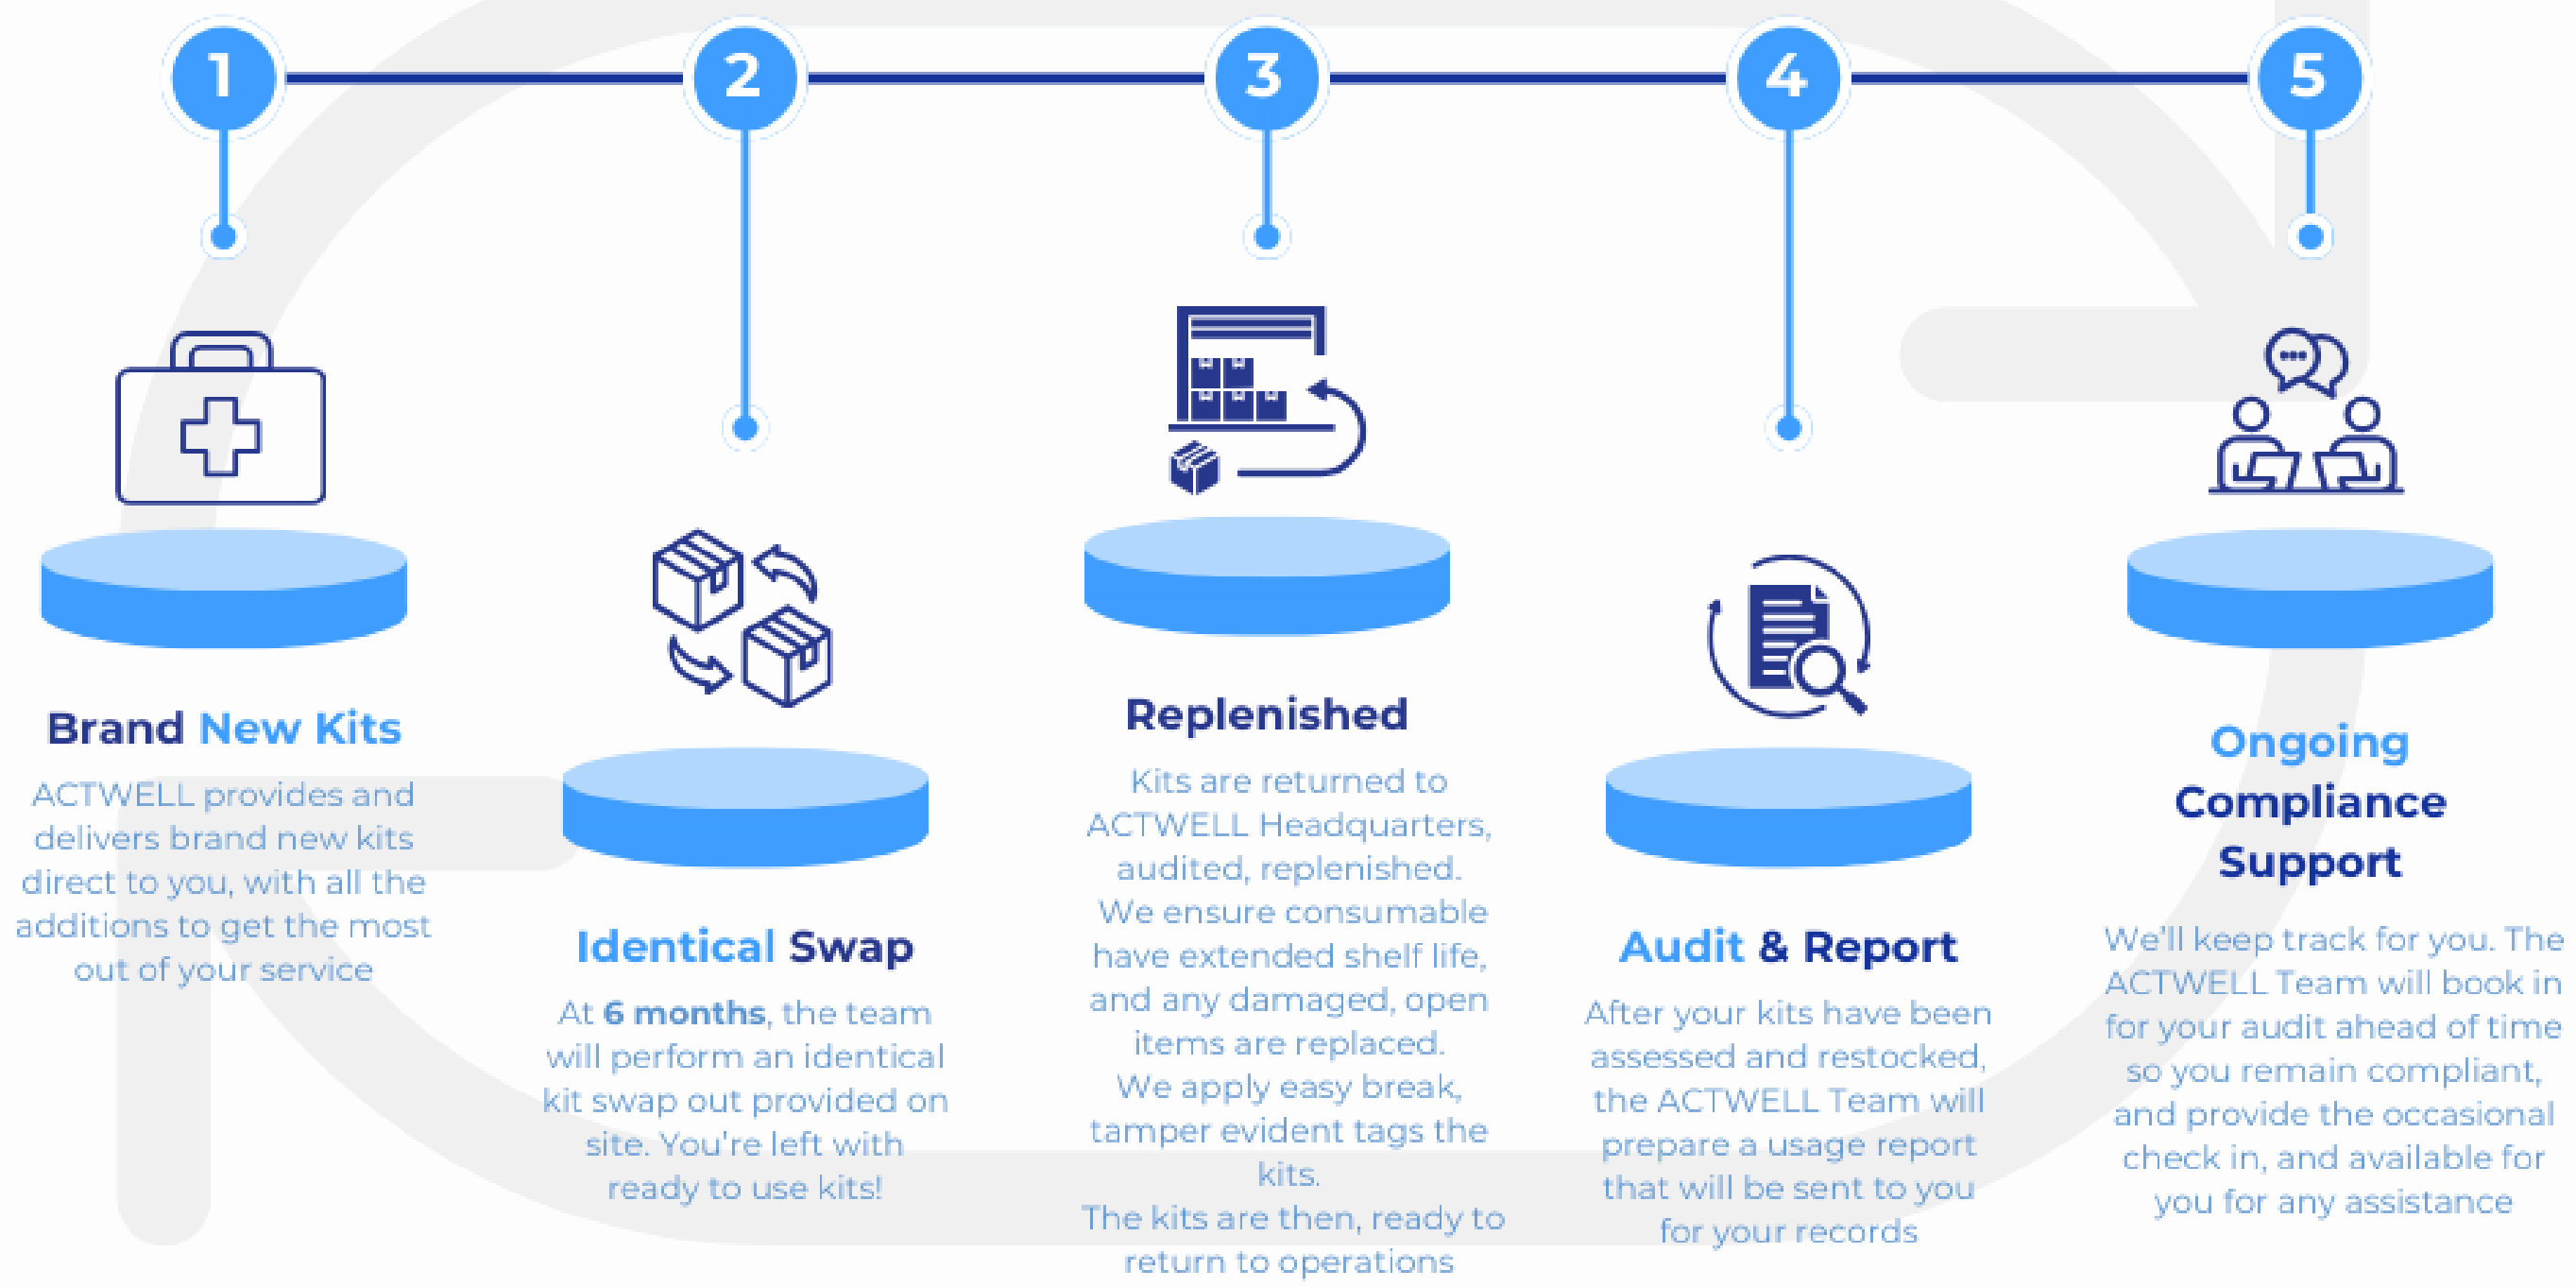 1
2
3
4
5
Brand New Kits
ACTWELL provides and
delivers brand new kits
direct to you, with all the
additions to get the most
out of your service
Identical Swap
At 6 months, the team
will perform an identical
kit swap out provided on
site. You're left with
ready to use kits!
Replenished
Kits are returned to
ACTWELL Headquarters,
audited, replenished.
We ensure consumable
have extended shelf life,
and any damaged, open
items are replaced.
We apply easy break,
tamper evident tags the
kits.
The kits are then, ready to
return to operations
Audit & Report
After your kits have been
assessed and restocked,
the ACTWELL Team will
prepare a usage report
that will be sent to you
for your records
Ongoing
Compliance
Support
We'll keep track for you. The
ACTWELL Team will book in
for your audit ahead of time
so you remain compliant,
and provide the occasional
check in, and available for
you for any assistance